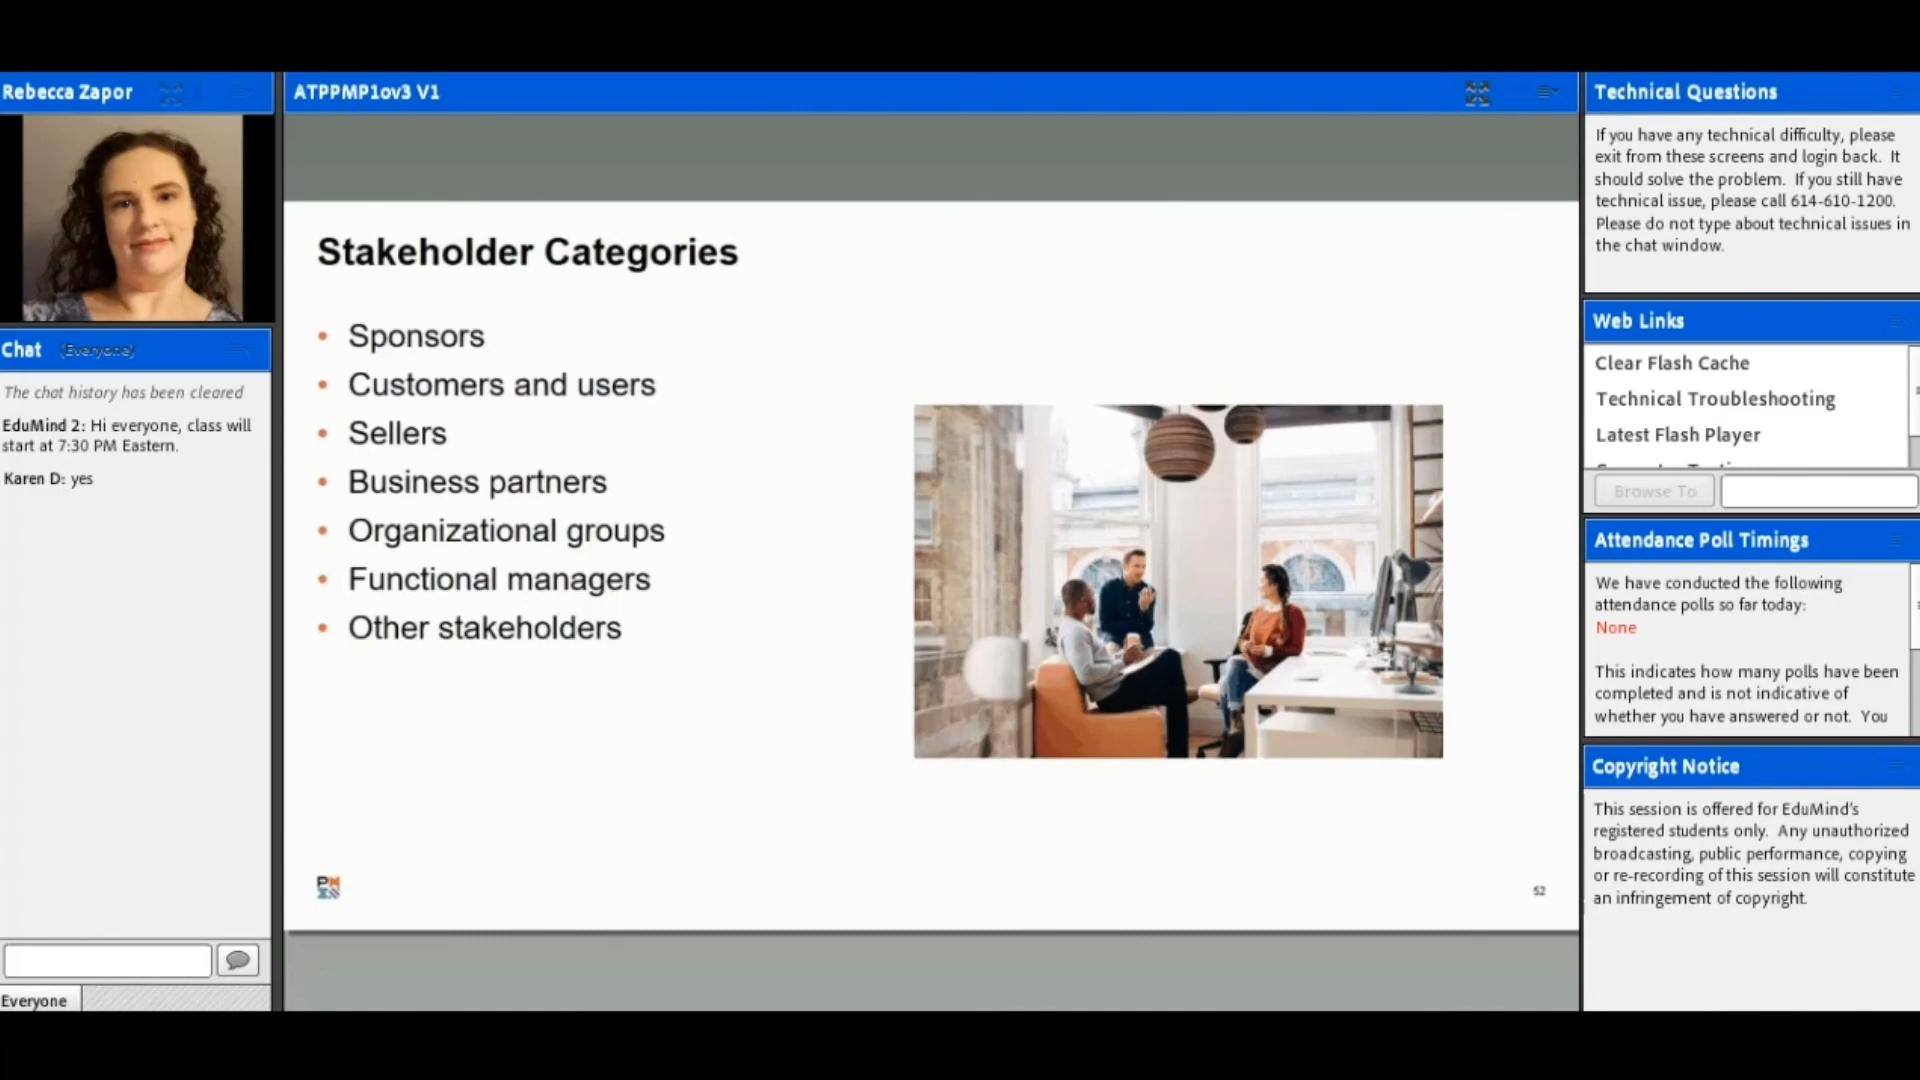 Rebecca Zapor
Chat (Everyone)
The chat history has been cleared
EduMind 2: Hi everyone, class will
start at 7:30 PM Eastern.
Karen D: yes
Everyone
ATPPMP1ov3 V1
Stakeholder Categories
• Sponsors
• Customers and users
• Sellers
• Business partners
• Organizational groups
• Functional managers
• Other stakeholders
52
Technical Questions
If you have any technical difficulty, please
exit from these screens and login back. It
should solve the problem. If you still have
technical issue, please call 614-610-1200.
Please do not type about technical issues in
the chat window.
Web Links
Clear Flash Cache
Technical Troubleshooting
Latest Flash Player
Browse To
Attendance Poll Timings
We have conducted the following
attendance polls so far today:
None
This indicates how many polls have been
completed and is not indicative of
whether you have answered or not. You
Copyright Notice
This session is offered for EduMind's
registered students only. Any unauthorized
broadcasting, public performance, copying
or re-recording of this session will constitute
an infringement of copyright.